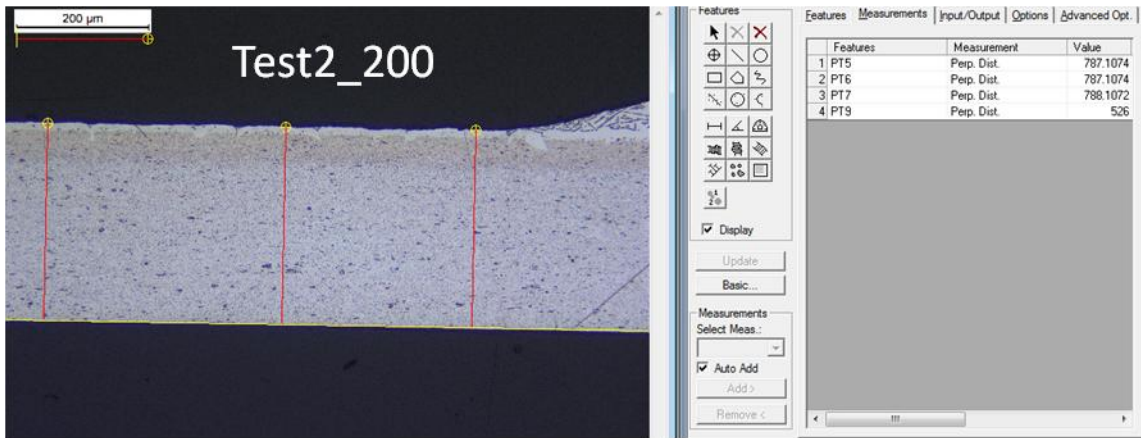 200 µm
Test2_200
Features
Display
Update
Basic...
Measurements
Select Meas.:
Auto Add
Add >
Remove <
Features Measurements Input/Output Options Advanced Opt.
Features Measurement Value
1 PT5 Perp. Dist. 787.1074
2 PT6 Perp. Dist. 787.1074
3 PT7 Perp. Dist. 788.1072
4 PT9 Perp. Dist. 526